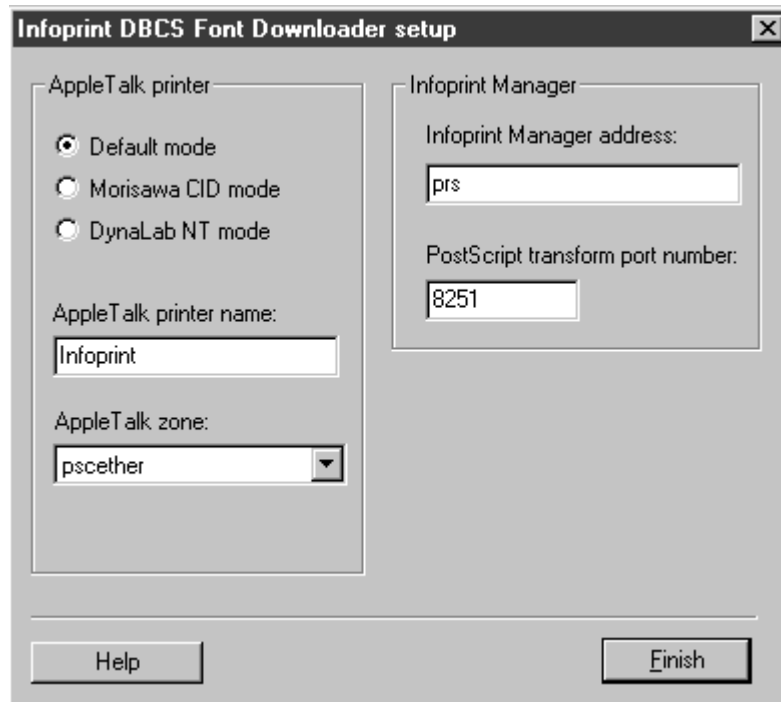 Infoprint DBCS Font Downloader setup
AppleTalk printer
Default mode
Morisawa CID mode
DynaLab NT mode
AppleTalk printer name:
Infoprint
AppleTalk zone:
pscether
Infoprint Manager
Infoprint Manager address:
prs
PostScript transform port number:
8251
Help
Finish